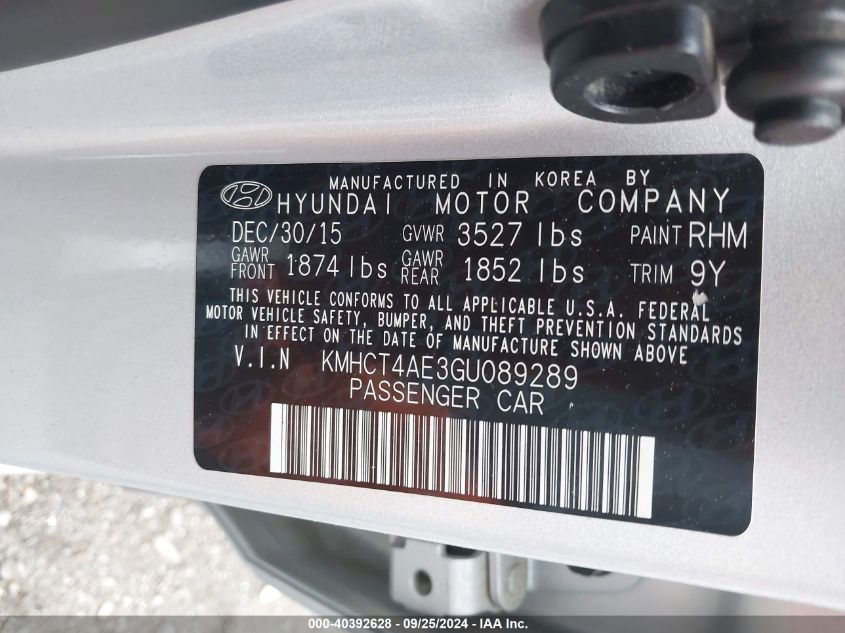 MANUFACTURED IN KOREA BY
HYUNDAI MOTOR COMPANY
DEC/30/15 GVWR 3527 lbs PAINT RHM
GAWR FRONT 1874 lbs GAWR REAR 1852 lbs TRIM 9Y
THIS VEHICLE CONFORMS TO ALL APPLICABLE U.S.A. FEDERAL
MOTOR VEHICLE SAFETY, BUMPER, AND THEFT PREVENTION STANDARDS
IN EFFECT ON THE DATE OF MANUFACTURE SHOWN ABOVE
V.I.N KMHCT4AE3GU089289
PASSENGER CAR
000-40392628 - 09/25/2024 - IAA Inc.